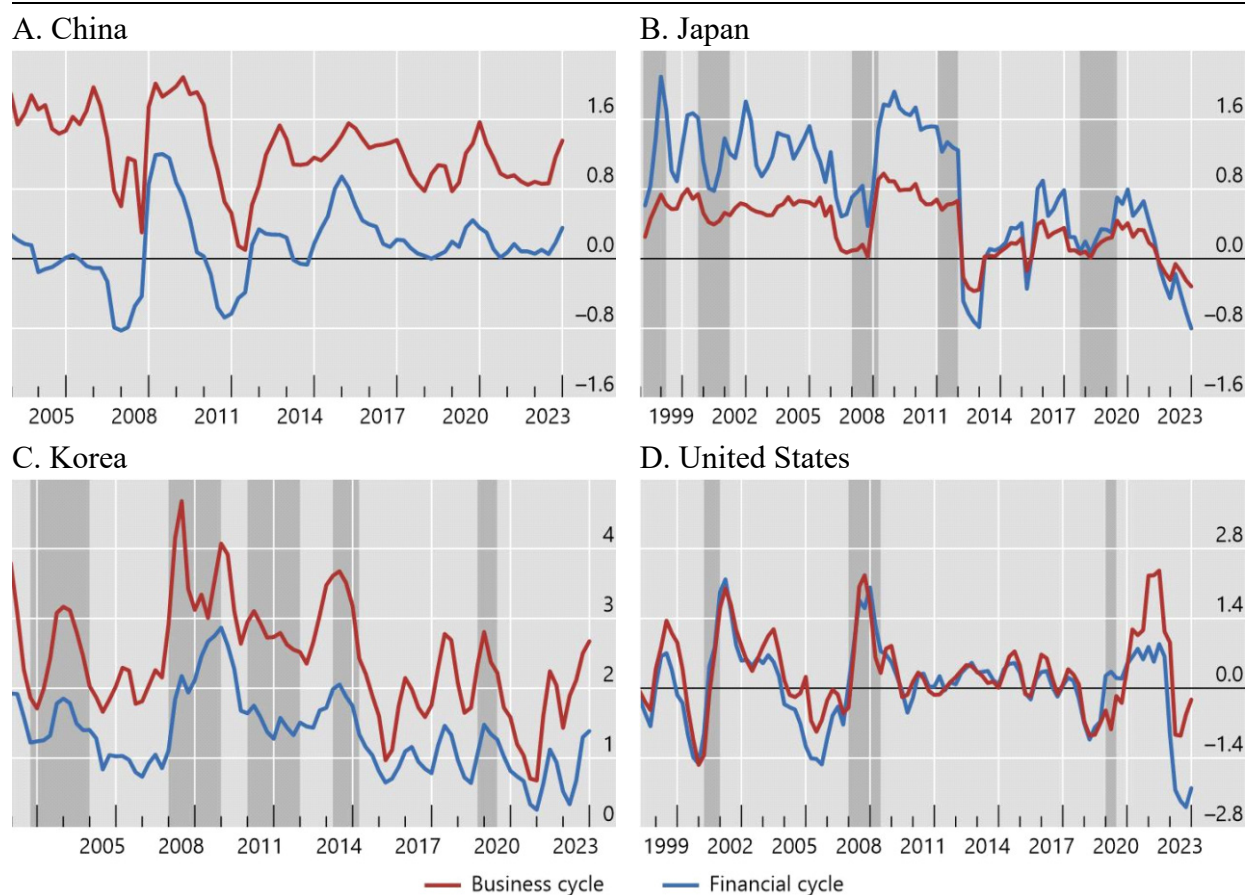 A. China
B. Japan
1.6
0.8
0.0
–0.8
–1.6
2005 2008 2011 2014 2017 2020 2023
1.6
0.8
0.0
–0.8
–1.6
1999 2002 2005 2008 2011 2014 2017 2020 2023
C. Korea
D. United States
4
3
2
1
0
2005 2008 2011 2014 2017 2020 2023
2.8
1.4
0.0
–1.4
–2.8
1999 2002 2005 2008 2011 2014 2017 2020 2023
Business cycle Financial cycle